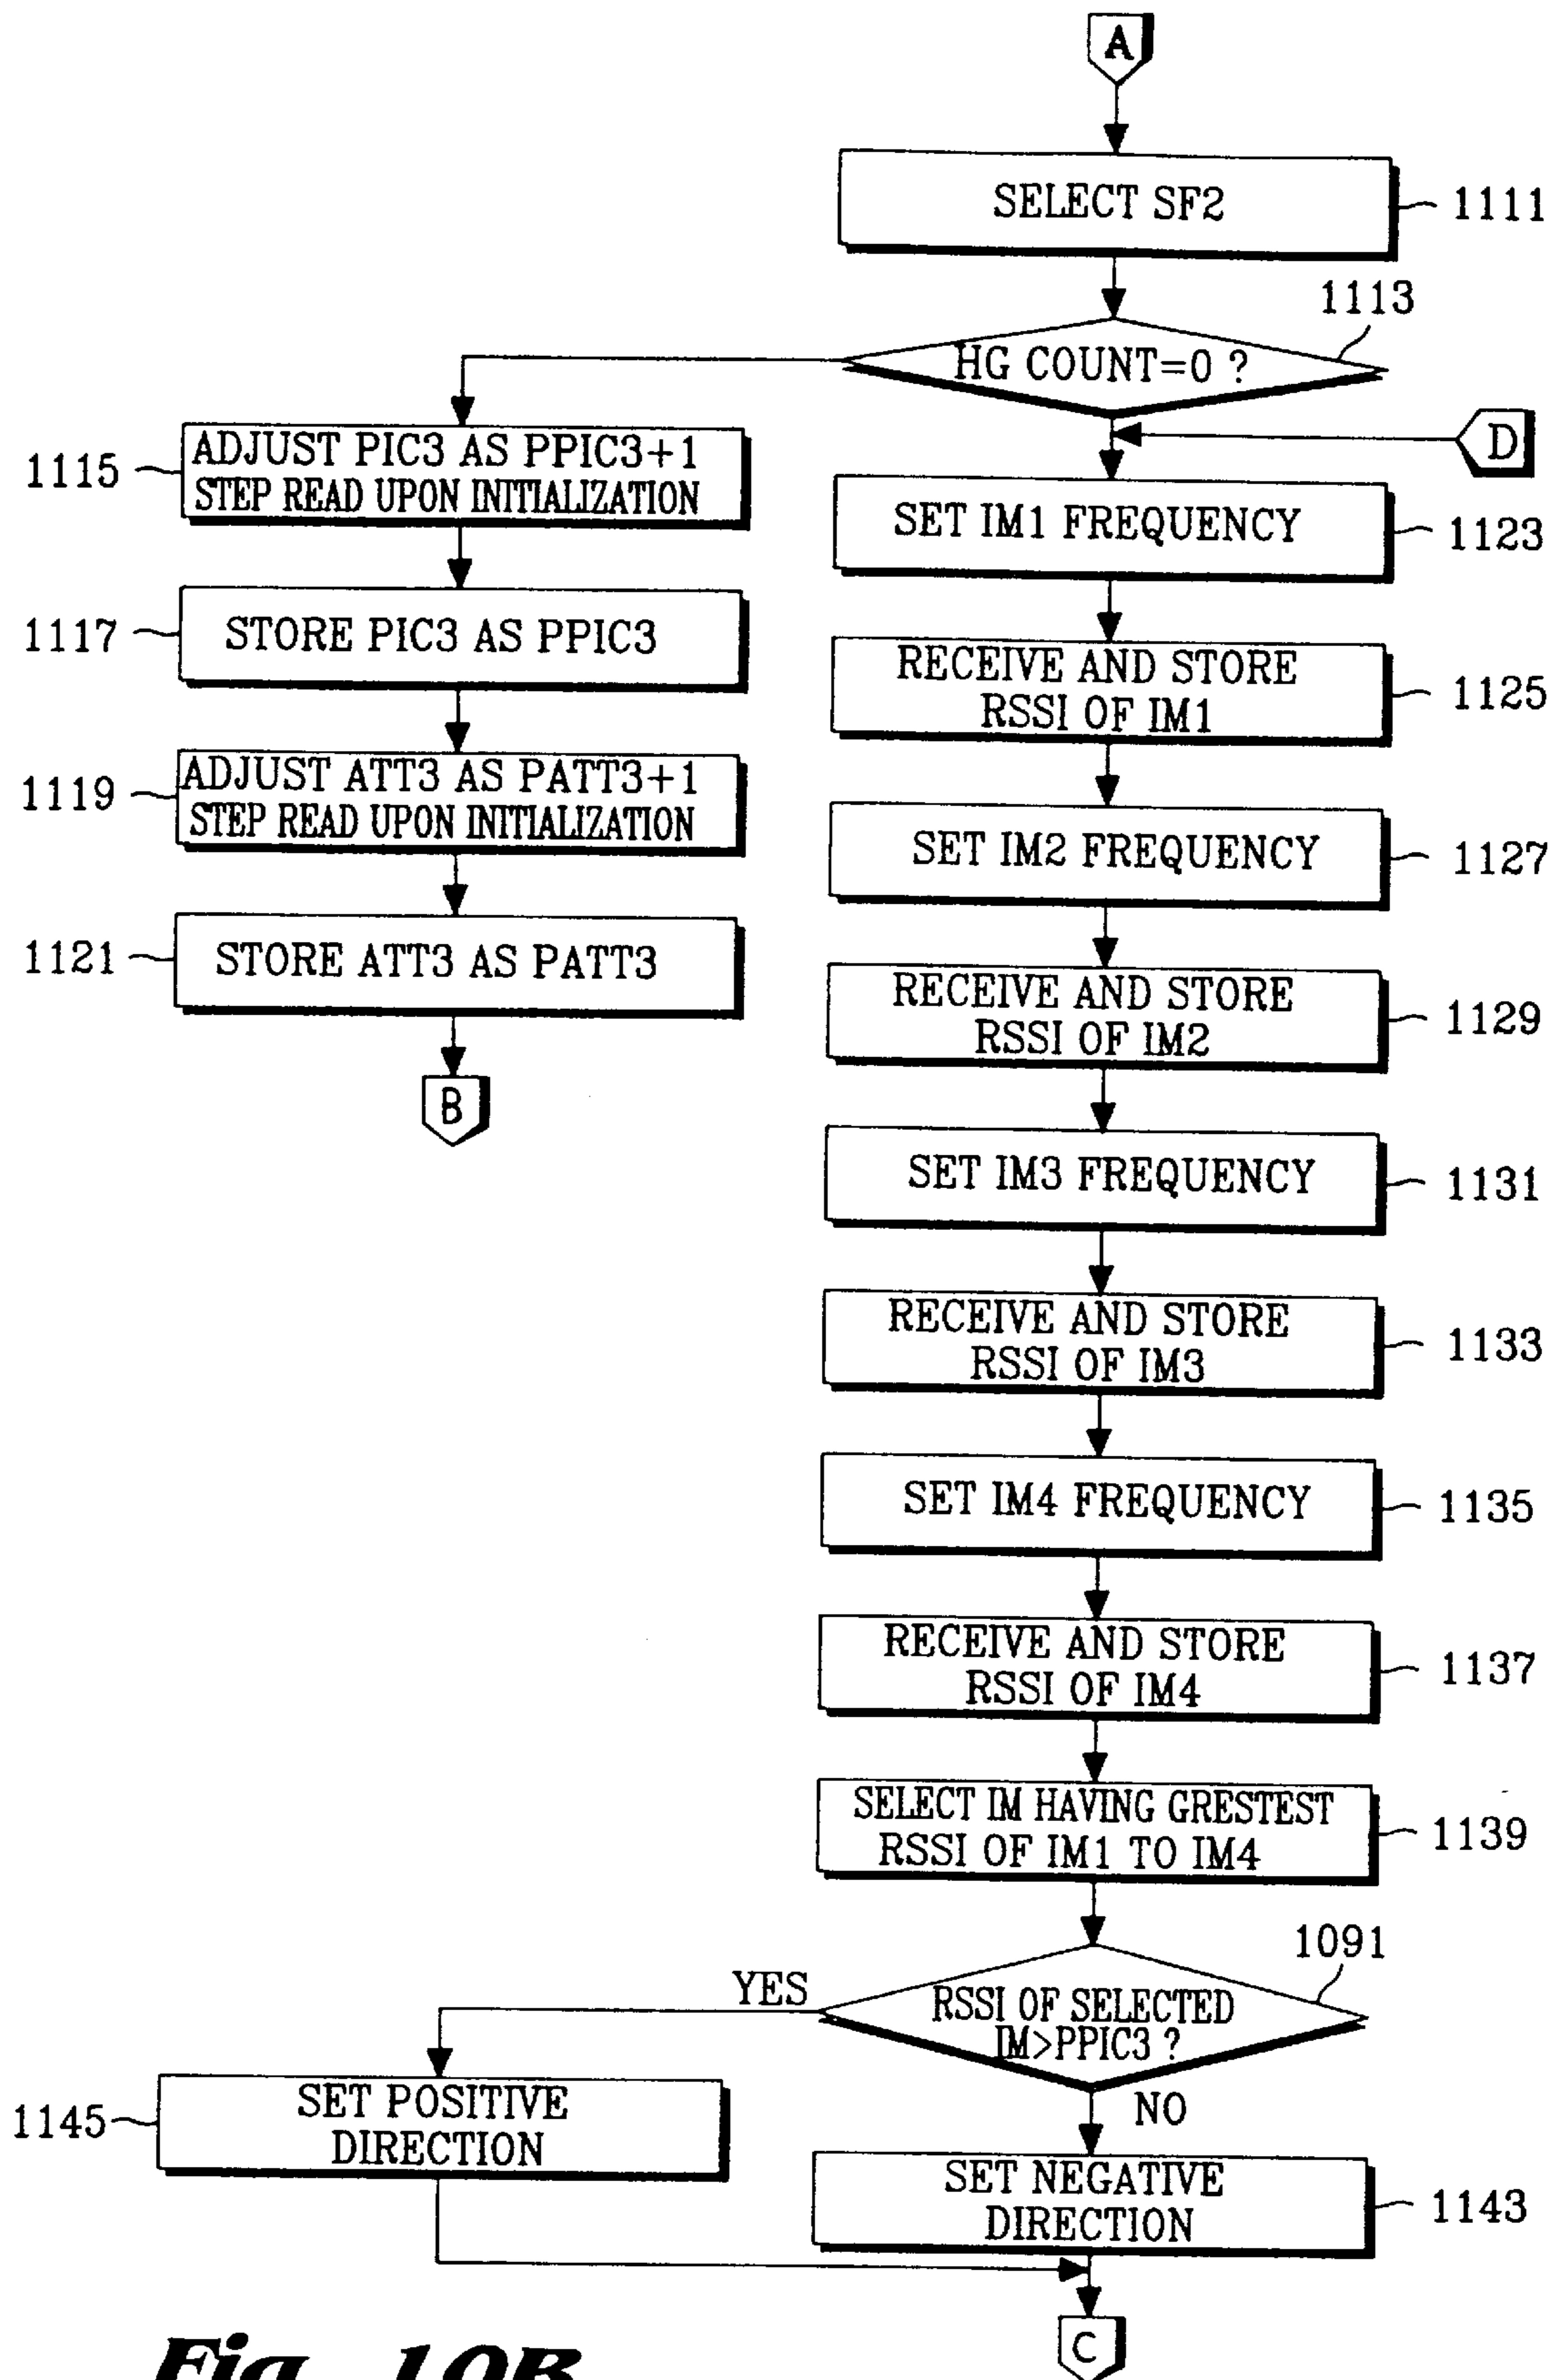 A
SELECT SF2
1111
1113
HG COUNT=0 ?
D
1115
ADJUST PIC3 AS PPIC3+1
STEP READ UPON INITIALIZATION
1117
STORE PIC3 AS PPIC3
1119
ADJUST ATT3 AS PATT3+1
STEP READ UPON INITIALIZATION
1121
STORE ATT3 AS PATT3
B
SET IM1 FREQUENCY
1123
RECEIVE AND STORE
RSSI OF IM1
1125
SET IM2 FREQUENCY
1127
RECEIVE AND STORE
RSSI OF IM2
1129
SET IM3 FREQUENCY
1131
RECEIVE AND STORE
RSSI OF IM3
1133
SET IM4 FREQUENCY
1135
RECEIVE AND STORE
RSSI OF IM4
1137
SELECT IM HAVING GRESTEST
RSSI OF IM1 TO IM4
1139
1091
YES
RSSI OF SELECTED
IM>PPIC3 ?
NO
1145
SET POSITIVE
DIRECTION
SET NEGATIVE
DIRECTION
1143
C
Fig. 10B